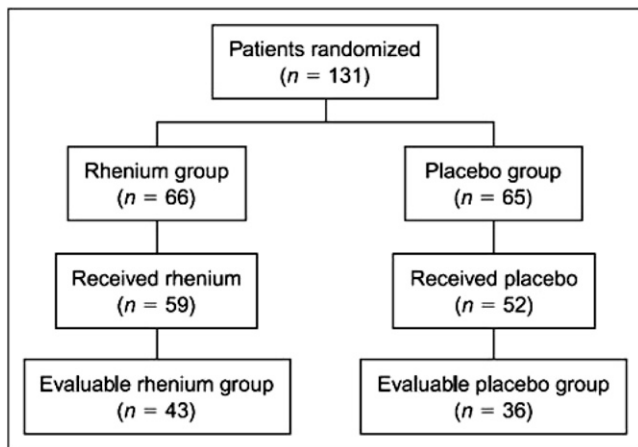 Patients randomized
(n = 131)
Rhenium group
(n = 66)
Placebo group
(n = 65)
Received rhenium
(n = 59)
Received placebo
(n = 52)
Evaluable rhenium group
(n = 43)
Evaluable placebo group
(n = 36)